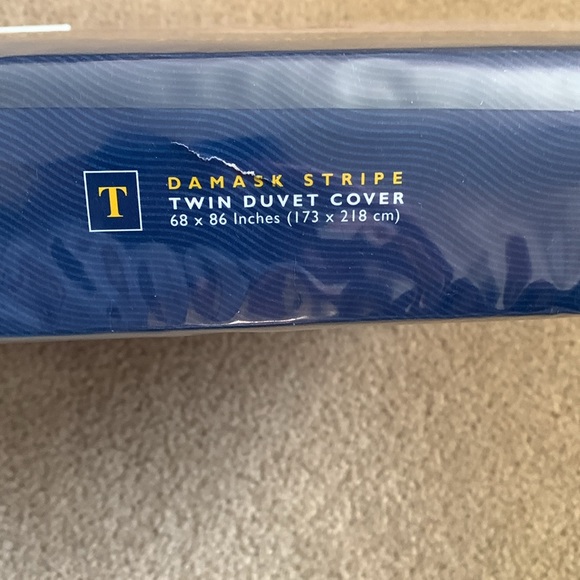 T
DAMASK STRIPE
TWIN DUVET COVER
68 x 86 Inches (173 x 218 cm)